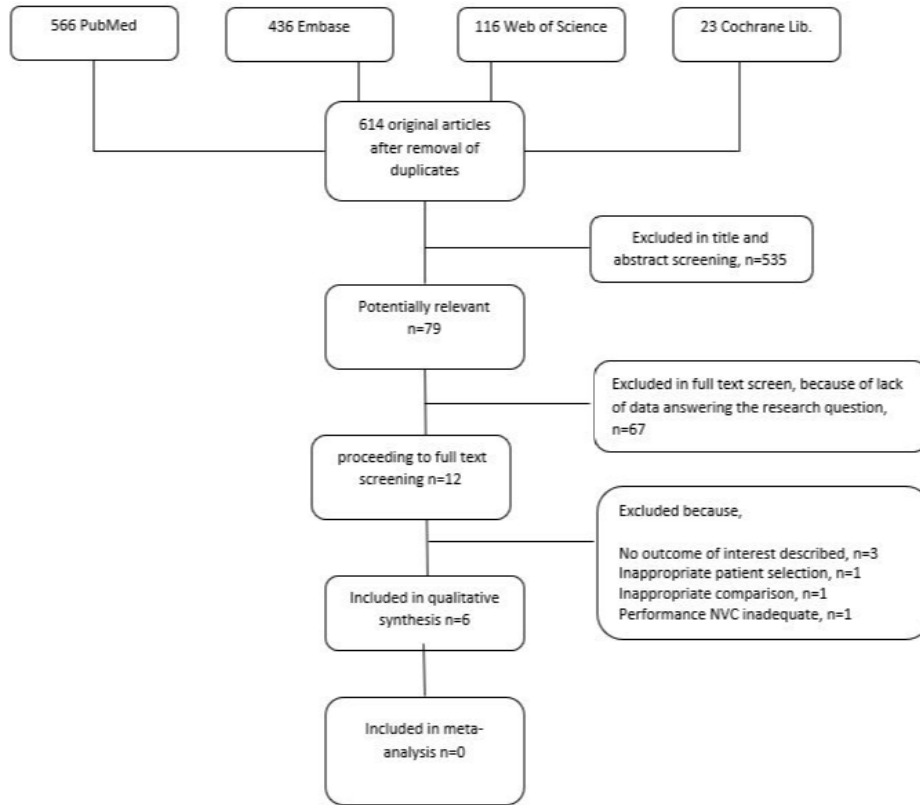 566 PubMed
436 Embase
116 Web of Science
23 Cochrane Lib.
614 original articles
after removal of
duplicates
Excluded in title and
abstract screening, n=535
Potentially relevant
n=79
Excluded in full text screen, because of lack
of data answering the research question,
n=67
proceeding to full text
screening n=12
Excluded because,
No outcome of interest described, n=3
Inappropriate patient selection, n=1
Inappropriate comparison, n=1
Performance NVC inadequate, n=1
Included in qualitative
synthesis n=6
Included in meta-
analysis n=0